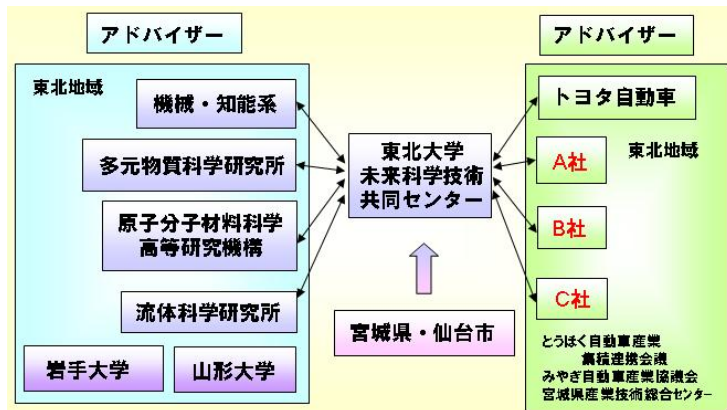 アドバイザー
東北地域
機械・知能系
多元物質科学研究所
原子分子材料科学
高等研究機構
流体科学研究所
岩手大学
山形大学
東北大学
未来科学技術
共同センター
宮城県・仙台市
アドバイザー
トヨタ自動車
東北地域
A社
B社
C社
とうほく自動車産業
集積連携会議
みやぎ自動車産業協議会
宮城県産業技術総合センター